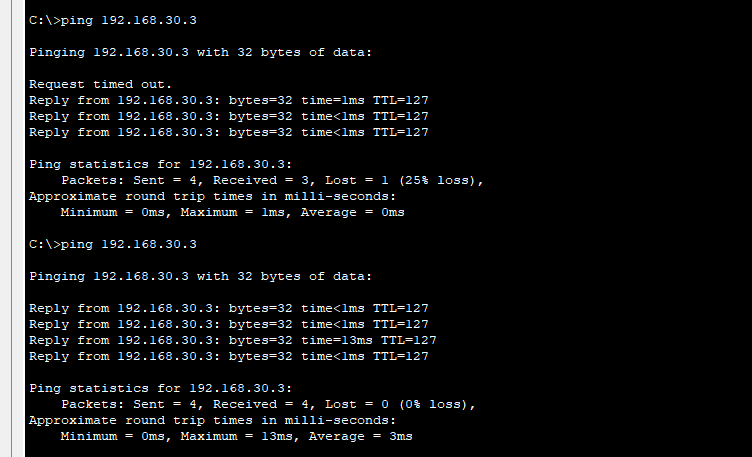 C:\>ping 192.168.30.3
Pinging 192.168.30.3 with 32 bytes of data:
Request timed out.
Reply from 192.168.30.3: bytes=32 time=1ms TTL=127
Reply from 192.168.30.3: bytes=32 time<1ms TTL=127
Reply from 192.168.30.3: bytes=32 time<1ms TTL=127
Ping statistics for 192.168.30.3:
    Packets: Sent = 4, Received = 3, Lost = 1 (25% loss),
Approximate round trip times in milli-seconds:
    Minimum = 0ms, Maximum = 1ms, Average = 0ms
C:\>ping 192.168.30.3
Pinging 192.168.30.3 with 32 bytes of data:
Reply from 192.168.30.3: bytes=32 time<1ms TTL=127
Reply from 192.168.30.3: bytes=32 time<1ms TTL=127
Reply from 192.168.30.3: bytes=32 time=13ms TTL=127
Reply from 192.168.30.3: bytes=32 time<1ms TTL=127
Ping statistics for 192.168.30.3:
    Packets: Sent = 4, Received = 4, Lost = 0 (0% loss),
Approximate round trip times in milli-seconds:
    Minimum = 0ms, Maximum = 13ms, Average = 3ms